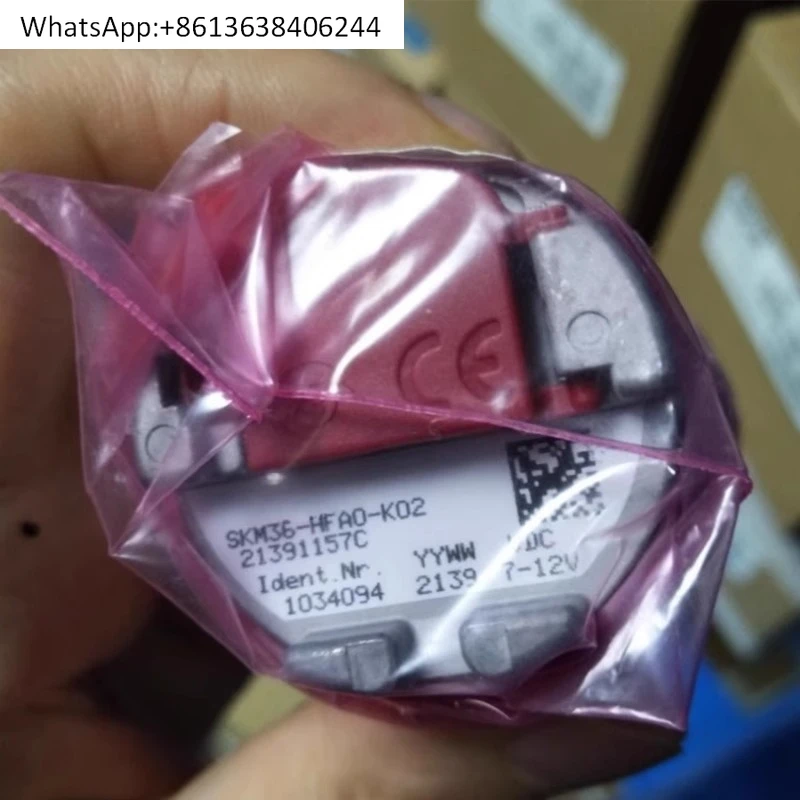 WhatsApp:+8613638406244
CE
SKM36-HFA0-K02
21391157C
Ident.Nr. YYWW
1034094 2139 7-12V